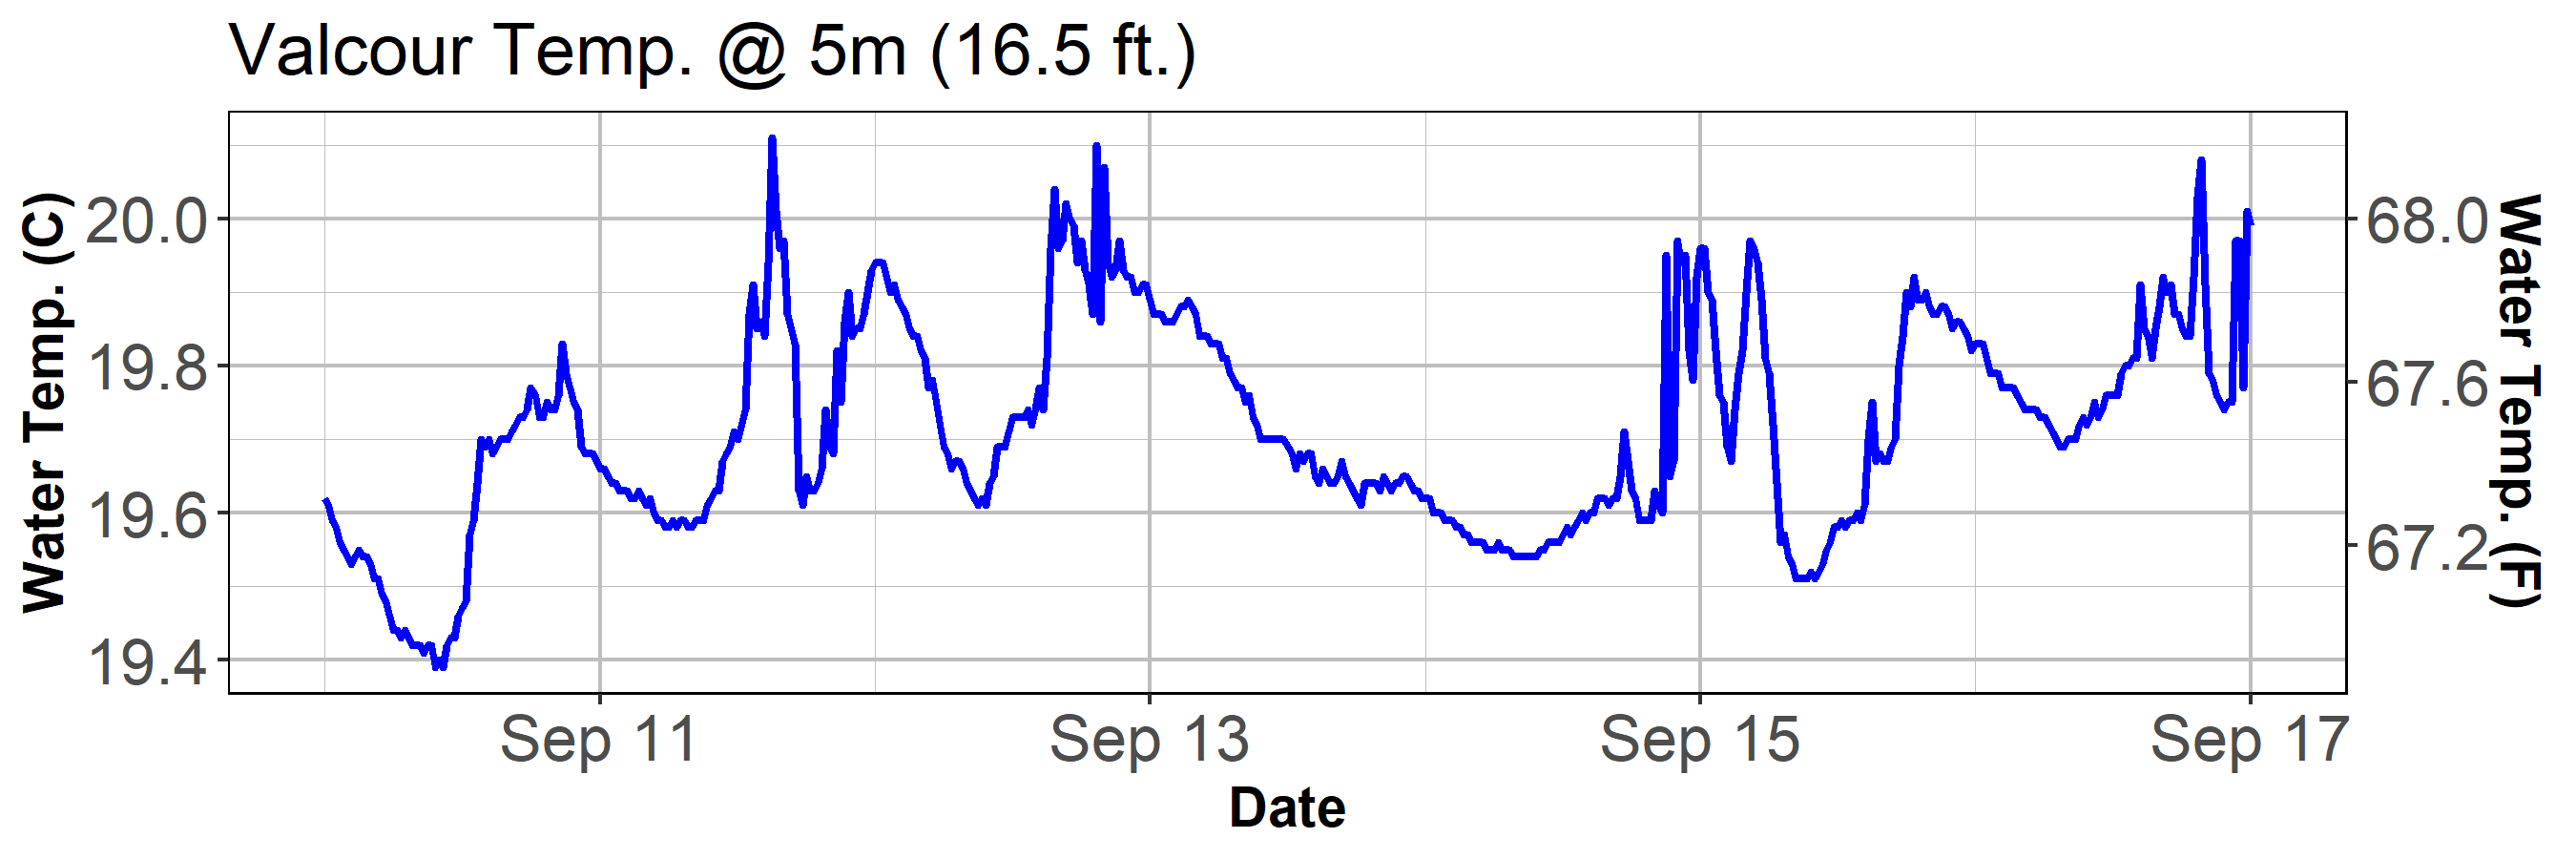 Valcour Temp. @ 5m (16.5 ft.)
Water Temp. (C)
20.0
19.8
19.6
19.4
68.0
67.6
67.2
Water Temp. (F)
Sep 11 Sep 13 Sep 15 Sep 17
Date